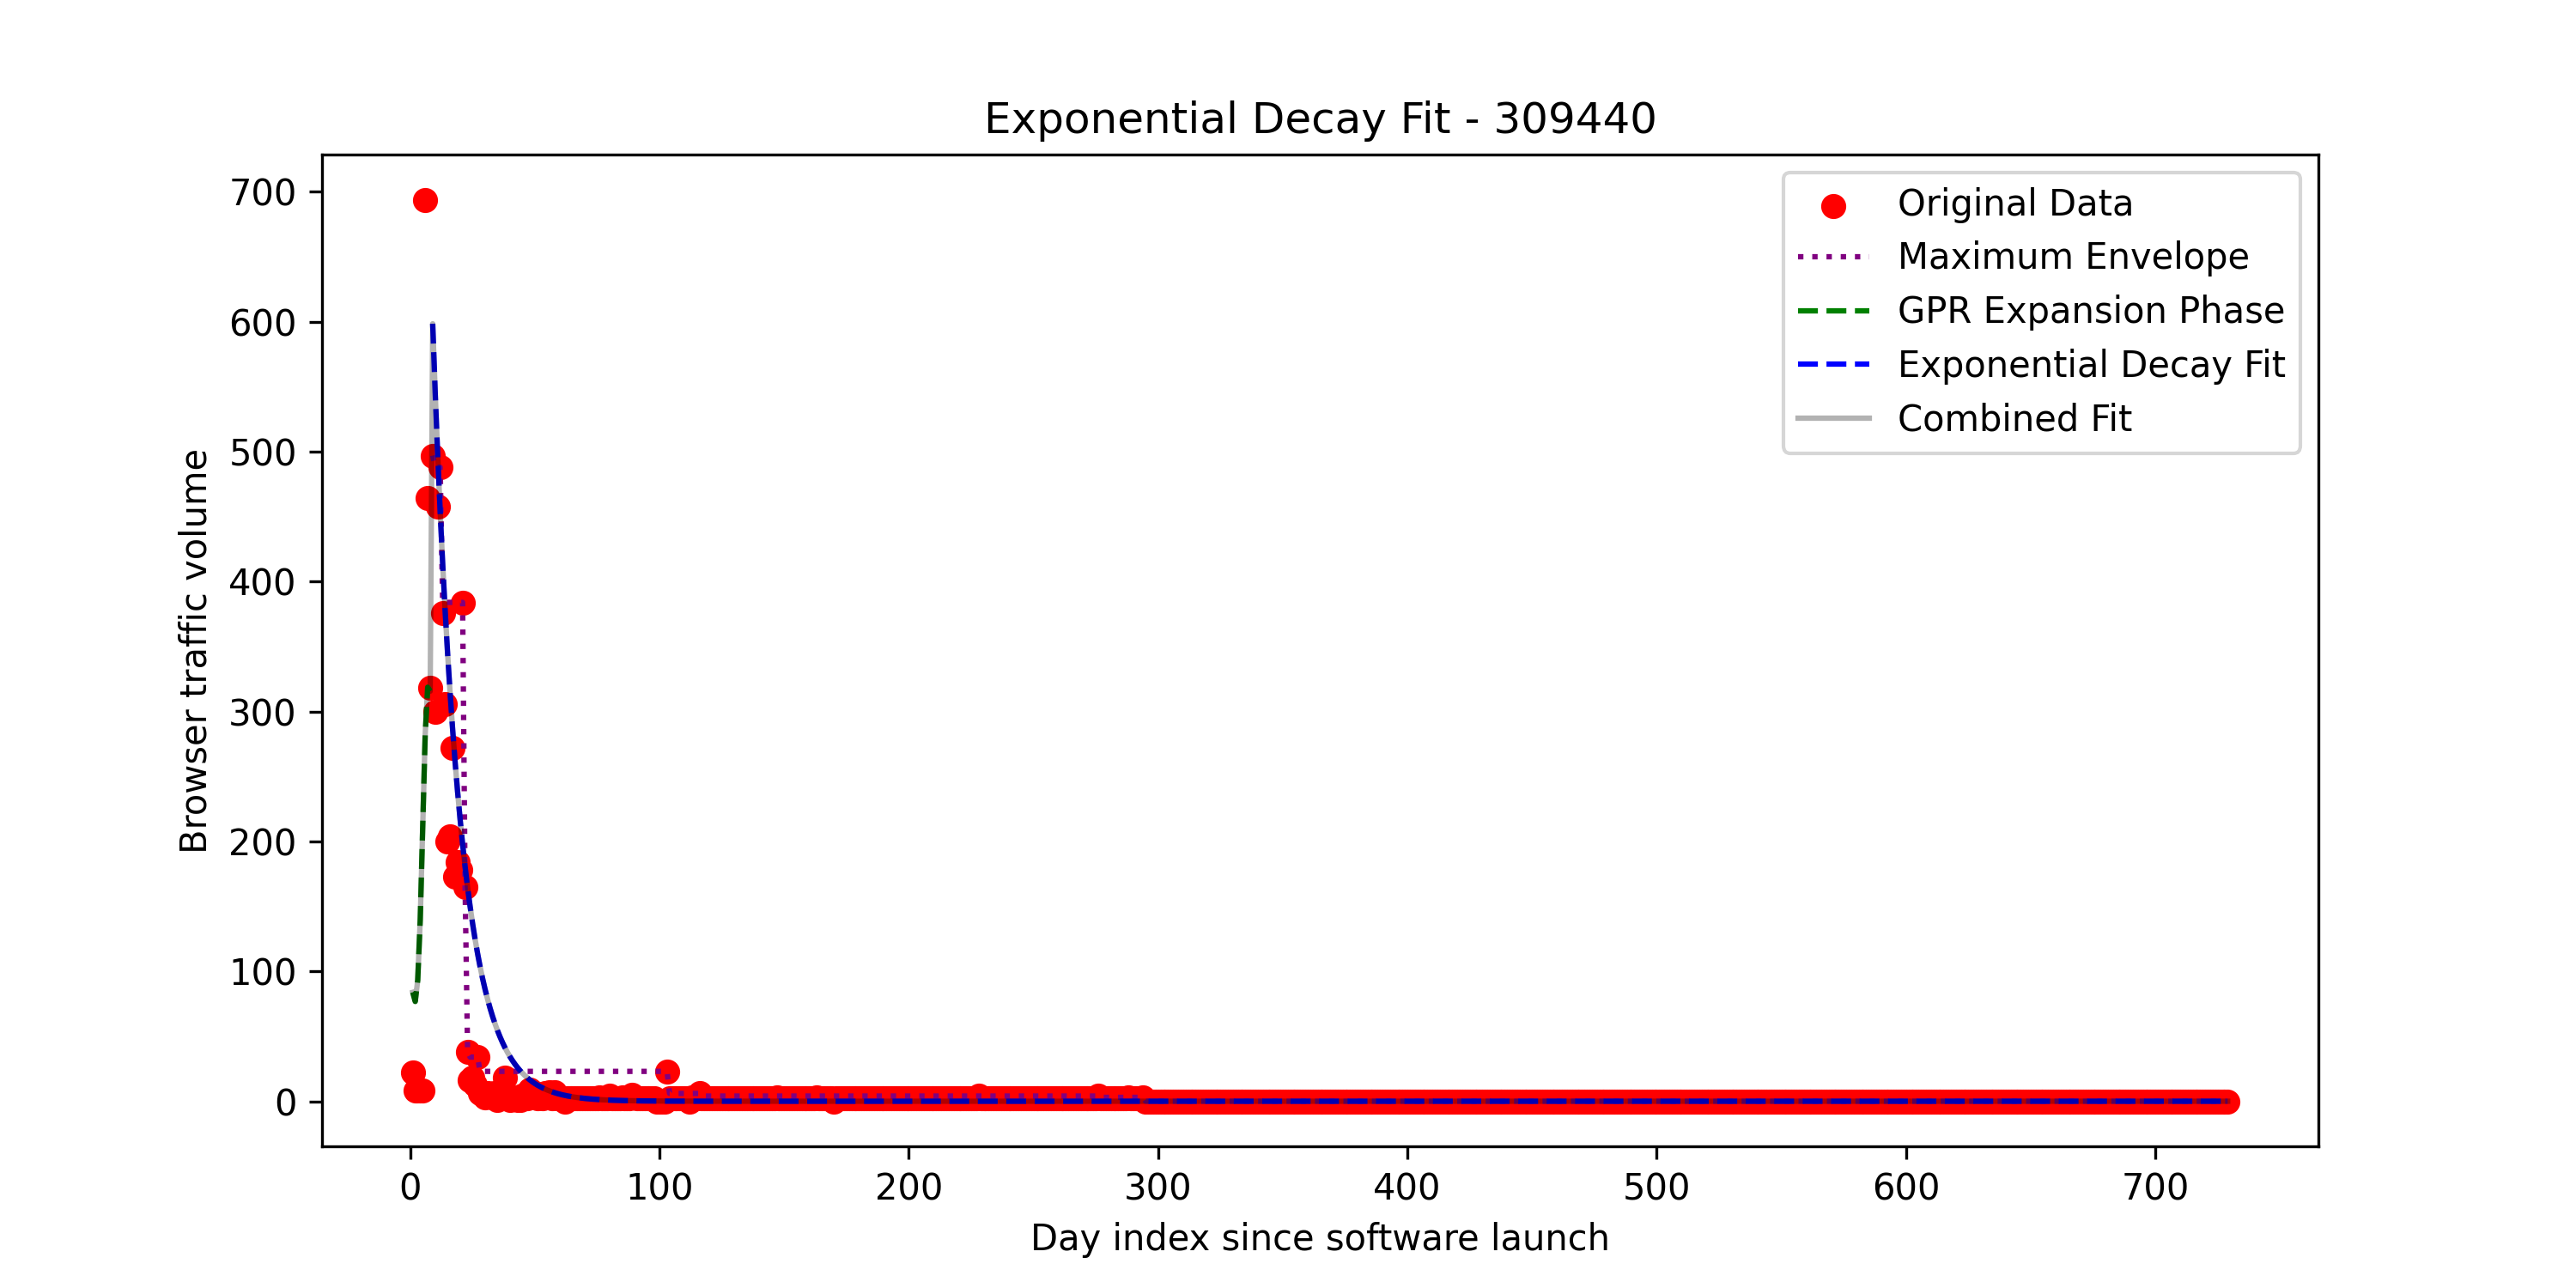 Exponential Decay Fit - 309440
Original Data
Maximum Envelope
GPR Expansion Phase
Exponential Decay Fit
Combined Fit
Browser traffic volume
700
600
500
400
300
200
100
0
0 100 200 300 400 500 600 700
Day index since software launch